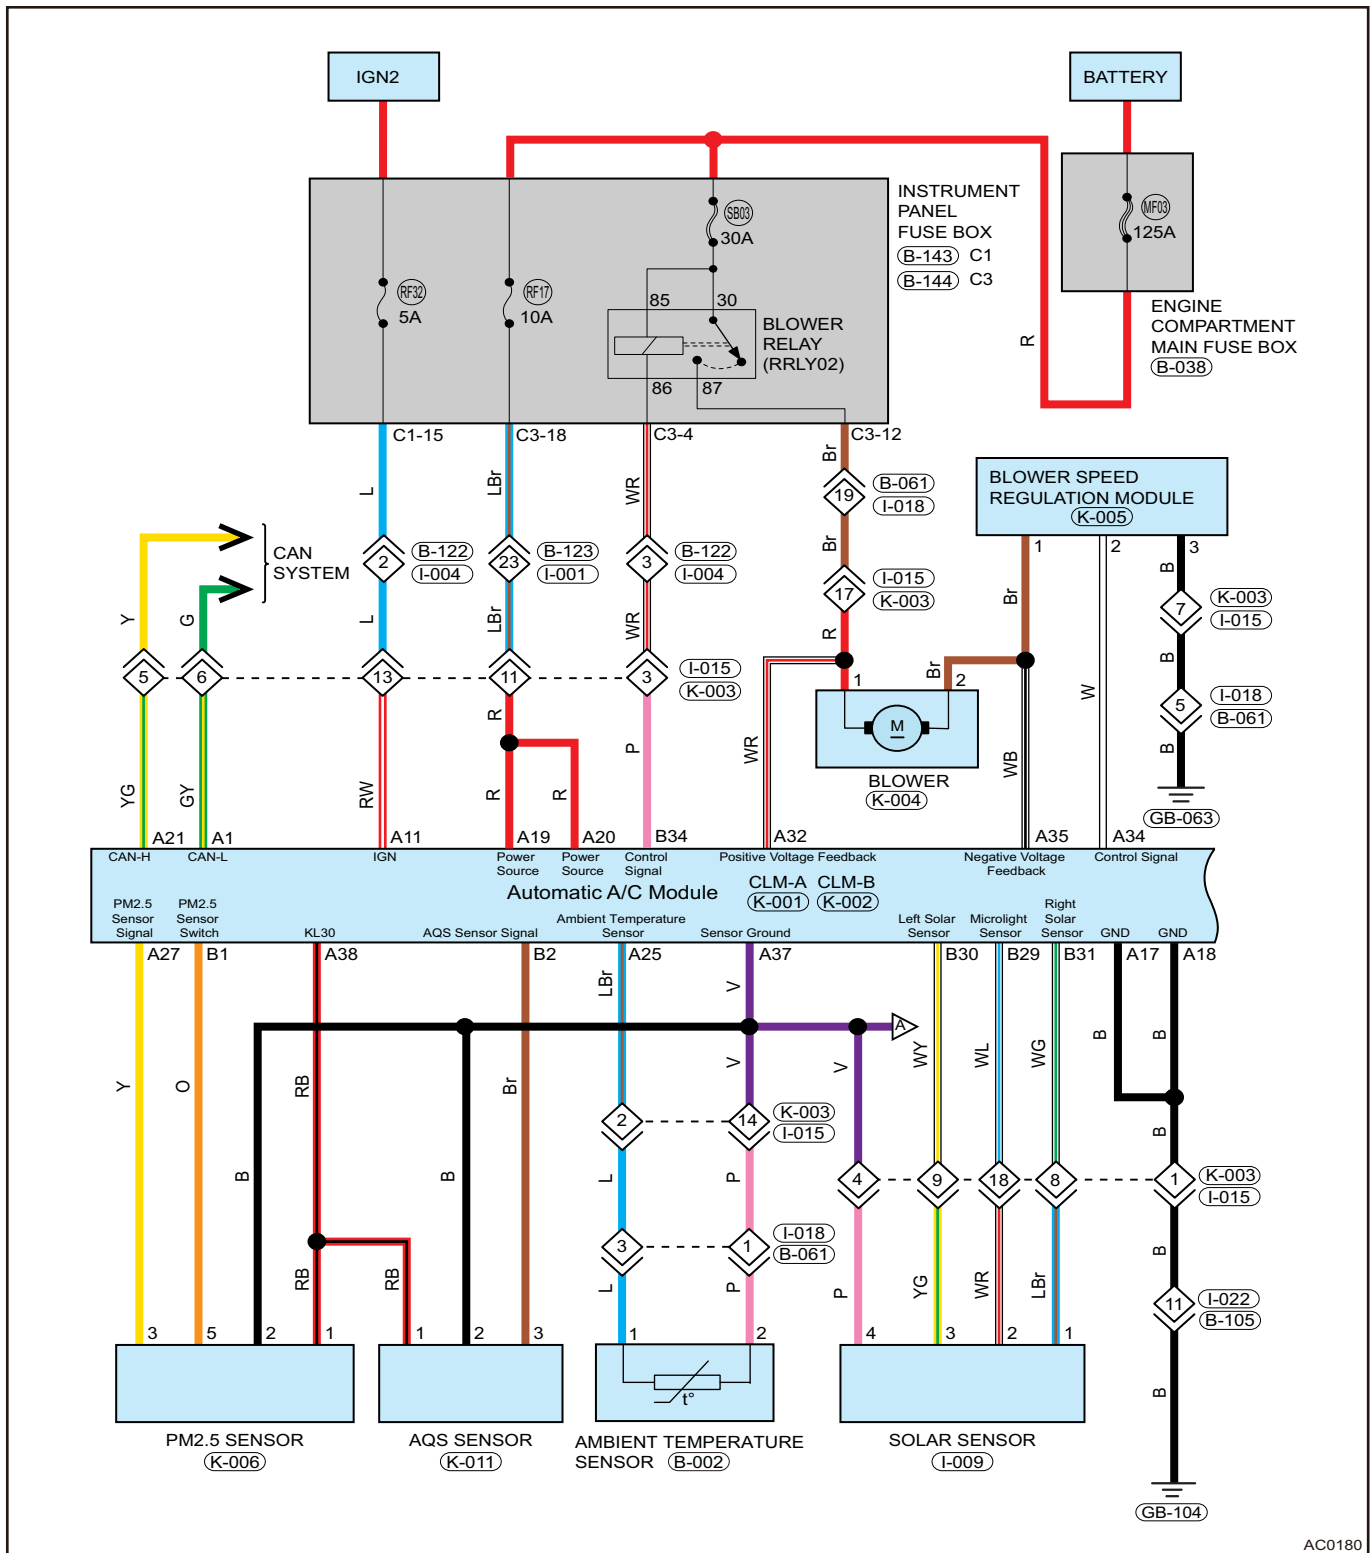 IGN2
BATTERY
INSTRUMENT
PANEL
FUSE BOX
B-143 C1
B-144 C3
SB03
30A
MF03
125A
RF32
5A
RF17
10A
85
30
BLOWER
RELAY
(RRLY02)
86
87
ENGINE
COMPARTMENT
MAIN FUSE BOX
B-038
R
C1-15
C3-18
C3-4
C3-12
L
LBr
WR
Br
19
B-061
I-018
BLOWER SPEED
REGULATION MODULE
K-005
1
2
3
CAN
SYSTEM
2
B-122
I-004
23
B-123
I-001
3
B-122
I-004
Br
17
I-015
K-003
B
7
K-003
I-015
Y
G
L
LBr
WR
R
Br
Br
B
5
6
13
11
3
I-015
K-003
1
2
W
5
I-018
B-061
R
P
WR
M
WB
B
BLOWER
K-004
YG
GY
RW
R
R
GB-063
A21
A1
A11
A19
A20
B34
A32
A35
A34
CAN-H
CAN-L
IGN
Power
Source
Power
Source
Control
Signal
Positive Voltage Feedback
Negative Voltage
Feedback
Control Signal
Automatic A/C Module
CLM-A
K-001
CLM-B
K-002
PM2.5
Sensor
Signal
PM2.5
Sensor
Switch
KL30
AQS Sensor Signal
Ambient Temperature
Sensor
Sensor Ground
Left Solar
Sensor
Microlight
Sensor
Right
Solar
Sensor
GND
GND
A27
B1
A38
B2
A25
A37
B30
B29
B31
A17
A18
LBr
V
A
Y
O
RB
Br
V
V
WY
WL
WG
B
B
2
14
K-003
I-015
B
B
B
L
P
4
9
18
8
1
K-003
I-015
3
1
I-018
B-061
B
RB
RB
L
P
P
YG
WR
LBr
11
I-022
B-105
3
5
2
1
1
2
3
1
2
4
3
2
1
t°
B
PM2.5 SENSOR
K-006
AQS SENSOR
K-011
AMBIENT TEMPERATURE
SENSOR B-002
SOLAR SENSOR
I-009
GB-104
AC0180